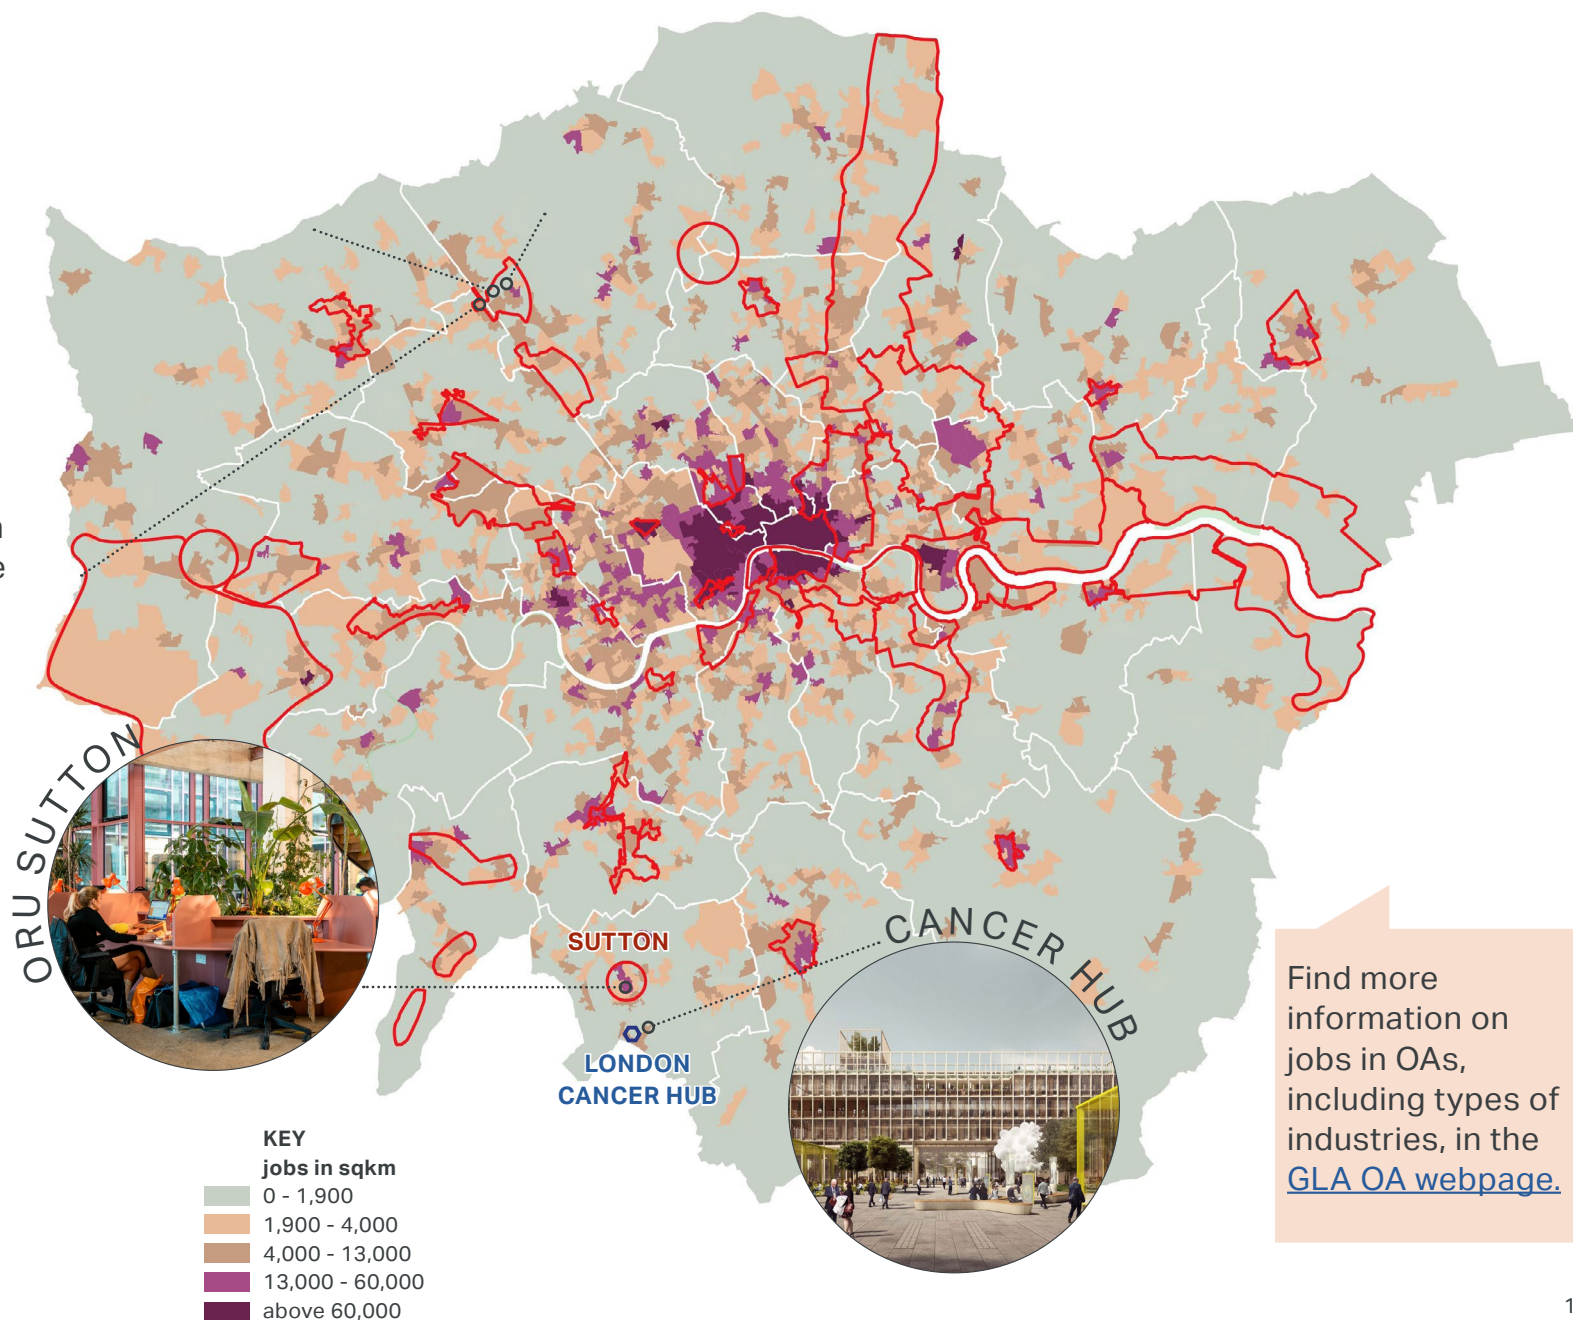 n
e
ORU SUTTON
SUTTON
CANCER HUB
LONDON
CANCER HUB
Find more
information on
jobs in OAs,
including types of
industries, in the
GLA OA webpage.
KEY
jobs in sqkm
0 - 1,900
1,900 - 4,000
4,000 - 13,000
13,000 - 60,000
above 60,000
1